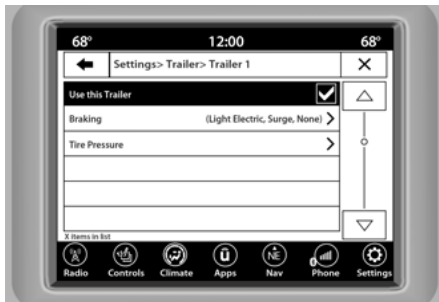 68° 12:00 68°
Settings> Trailer> Trailer 1
Use this Trailer
Braking (Light Electric, Surge, None)
Tire Pressure
X items in list
Radio Controls Climate Apps Nav Phone Settings